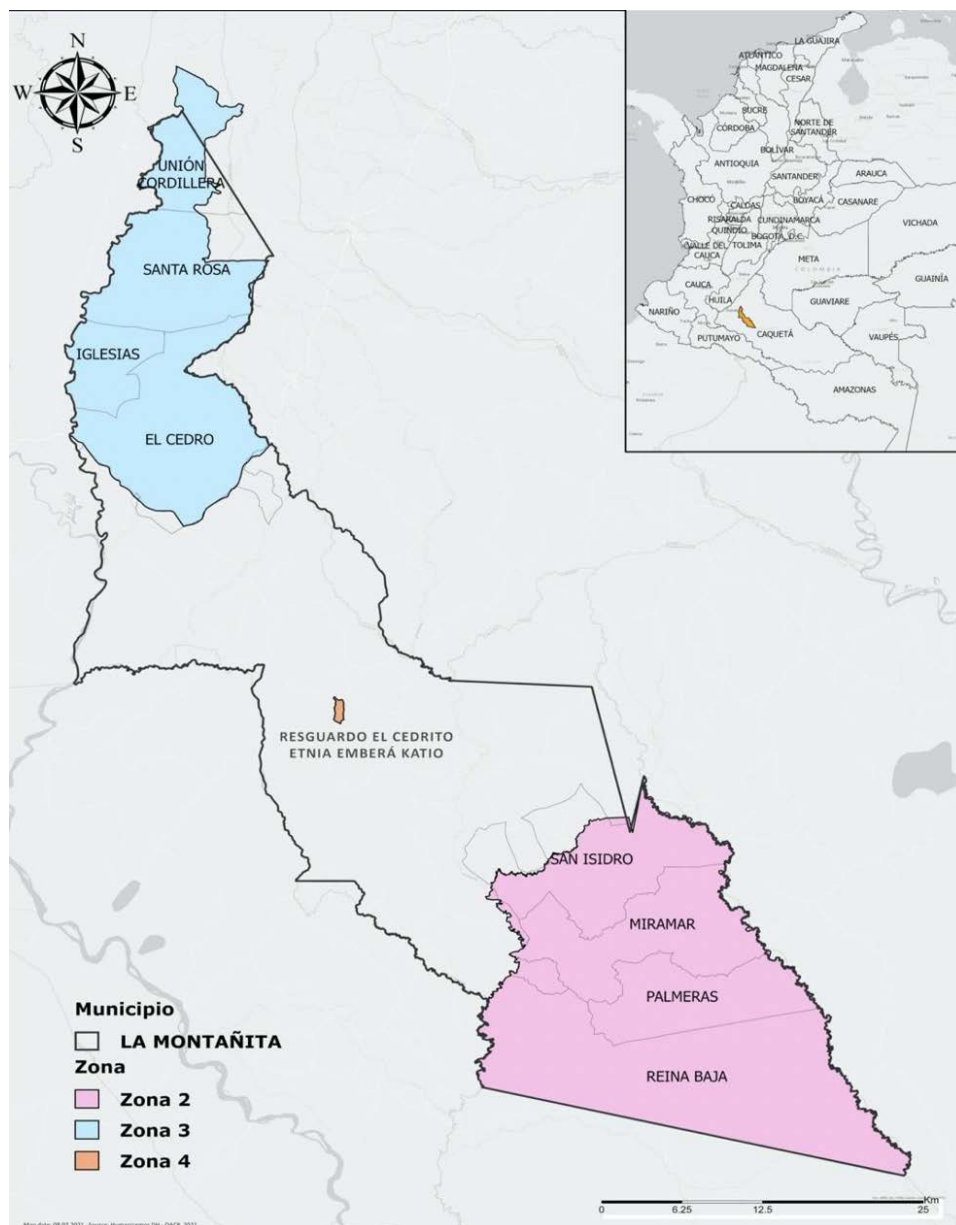 N
W E
S
UNIÓN
CORDILLERA
SANTA ROSA
IGLESIAS
EL CEDRO
RESGUARDO EL CEDRITO
ETNIA EMBERÁ KATIO
SAN ISIDRO
MIRAMAR
PALMERAS
REINA BAJA
LA GUAJIRA
ATLÁNTICO
MAGDALENA
CESAR
SUCRE
NORTE DE
SANTANDER
CÓRDOBA
BOLÍVAR
ANTIOQUIA
SANTANDER
ARAUCA
CHOCÓ
CALDAS
BOYACÁ
CASANARE
RISARALDA
CUNDINAMARCA
VICHADA
QUINDÍO
BOGOTÁ, D.C.
VALLE DEL
CAUCA
TOLIMA
META
COLOMBIA
GUAINÍA
CAUCA
HUILA
GUAVIARE
NARIÑO
CAQUETÁ
VAUPÉS
PUTUMAYO
AMAZONAS
Municipio
LA MONTAÑITA
Zona
Zona 2
Zona 3
Zona 4
Km
0 6.25 12.5 25